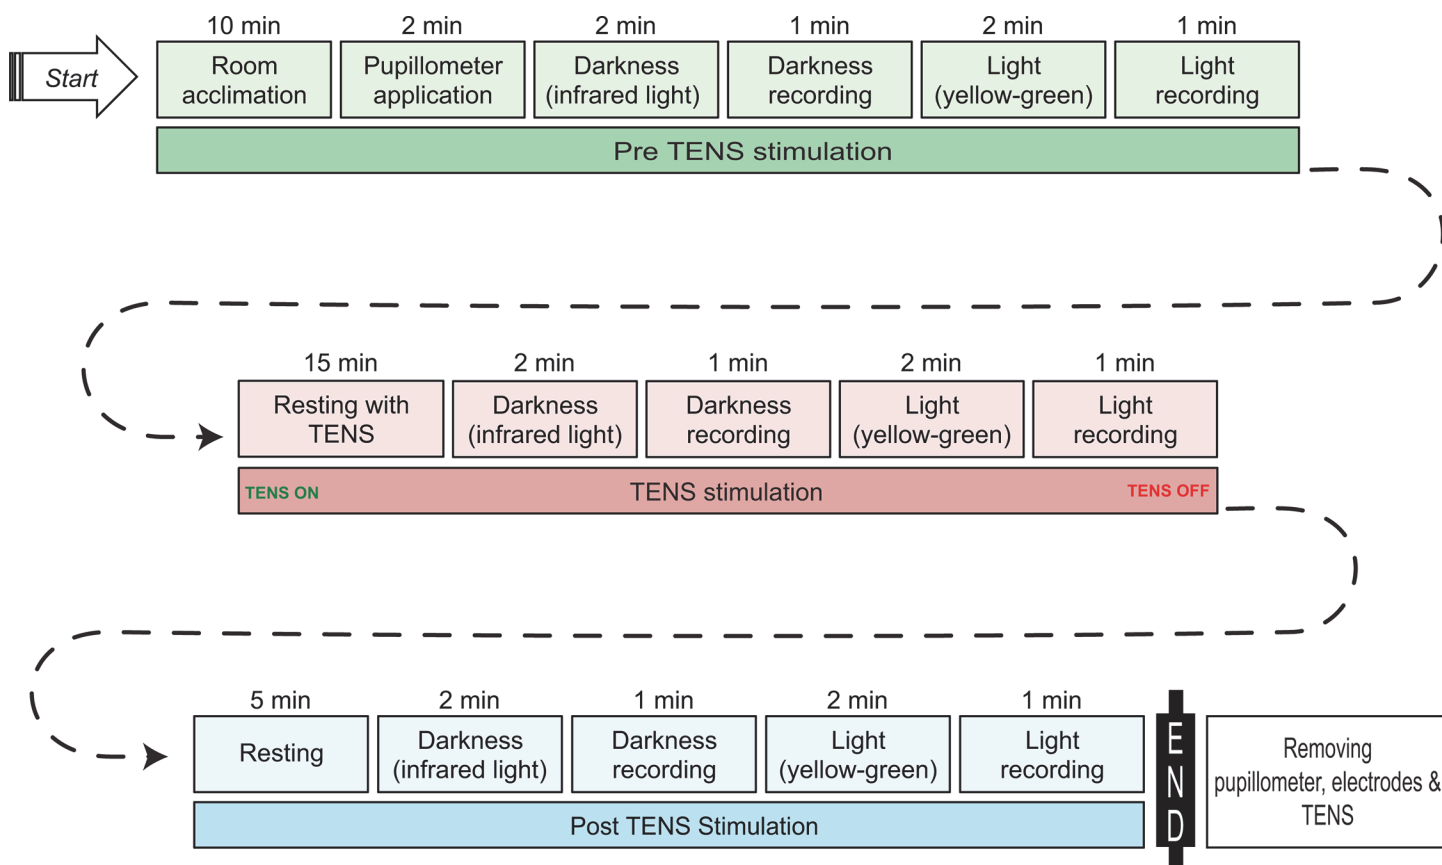 10 min
2 min
2 min
1 min
2 min
1 min
Start
Room
acclimation
Pupillometer
application
Darkness
(infrared light)
Darkness
recording
Light
(yellow-green)
Light
recording
Pre TENS stimulation
15 min
2 min
1 min
2 min
1 min
Resting with
TENS
Darkness
(infrared light)
Darkness
recording
Light
(yellow-green)
Light
recording
TENS ON
TENS stimulation
TENS OFF
5 min
2 min
1 min
2 min
1 min
Resting
Darkness
(infrared light)
Darkness
recording
Light
(yellow-green)
Light
recording
Post TENS Stimulation
END
Removing
pupillometer, electrodes &
TENS